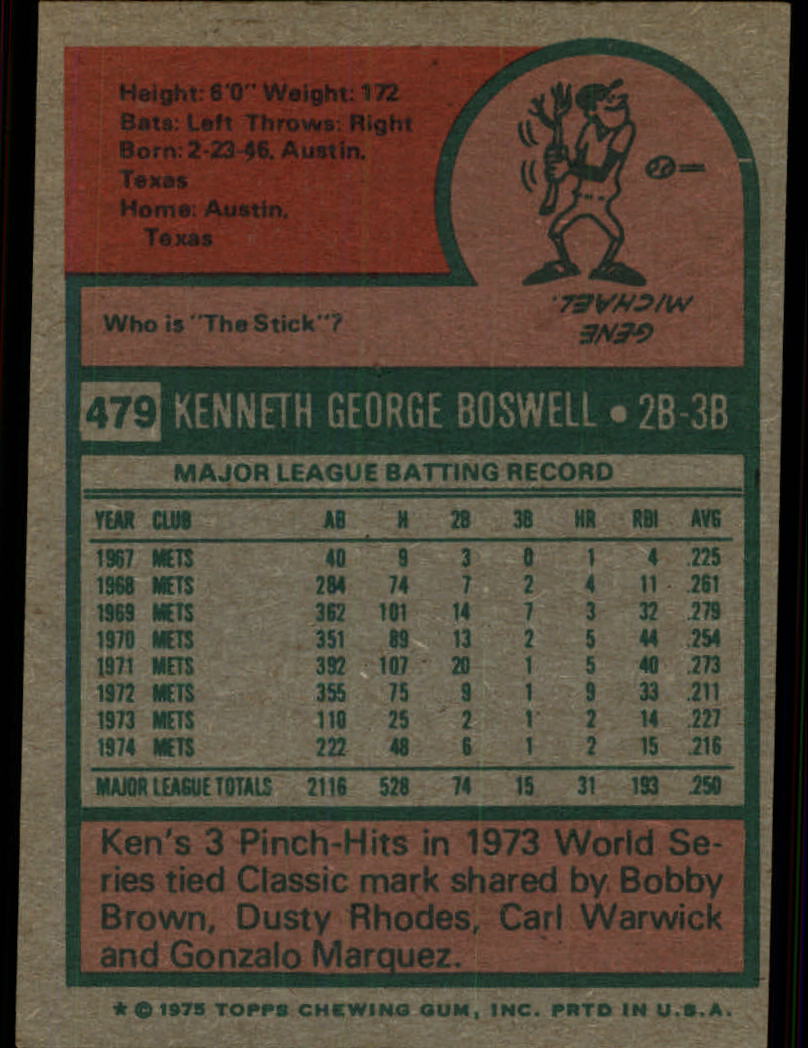 Height: 6'0" Weight: 172
Bats: Left Throws: Right
Born: 2-23-46, Austin,
Texas
Home: Austin,
Texas
Who is "The Stick"?
GENE
MICHAEL.
479 KENNETH GEORGE BOSWELL • 2B-3B
MAJOR LEAGUE BATTING RECORD
YEAR CLUB AB H 2B 3B HR RBI AVG
1967 METS 40 9 3 0 1 4 .225
1968 METS 284 74 7 2 4 11 .261
1969 METS 362 101 14 7 3 32 .279
1970 METS 351 89 13 2 5 44 .254
1971 METS 392 107 20 1 5 40 .273
1972 METS 355 75 9 1 9 33 .211
1973 METS 110 25 2 1 2 14 .227
1974 METS 222 48 6 1 2 15 .216
MAJOR LEAGUE TOTALS 2116 528 74 15 31 193 .250
Ken's 3 Pinch-Hits in 1973 World Se-
ries tied Classic mark shared by Bobby
Brown, Dusty Rhodes, Carl Warwick
and Gonzalo Marquez.
* © 1975 TOPPS CHEWING GUM, INC. PRTD IN U.S.A.